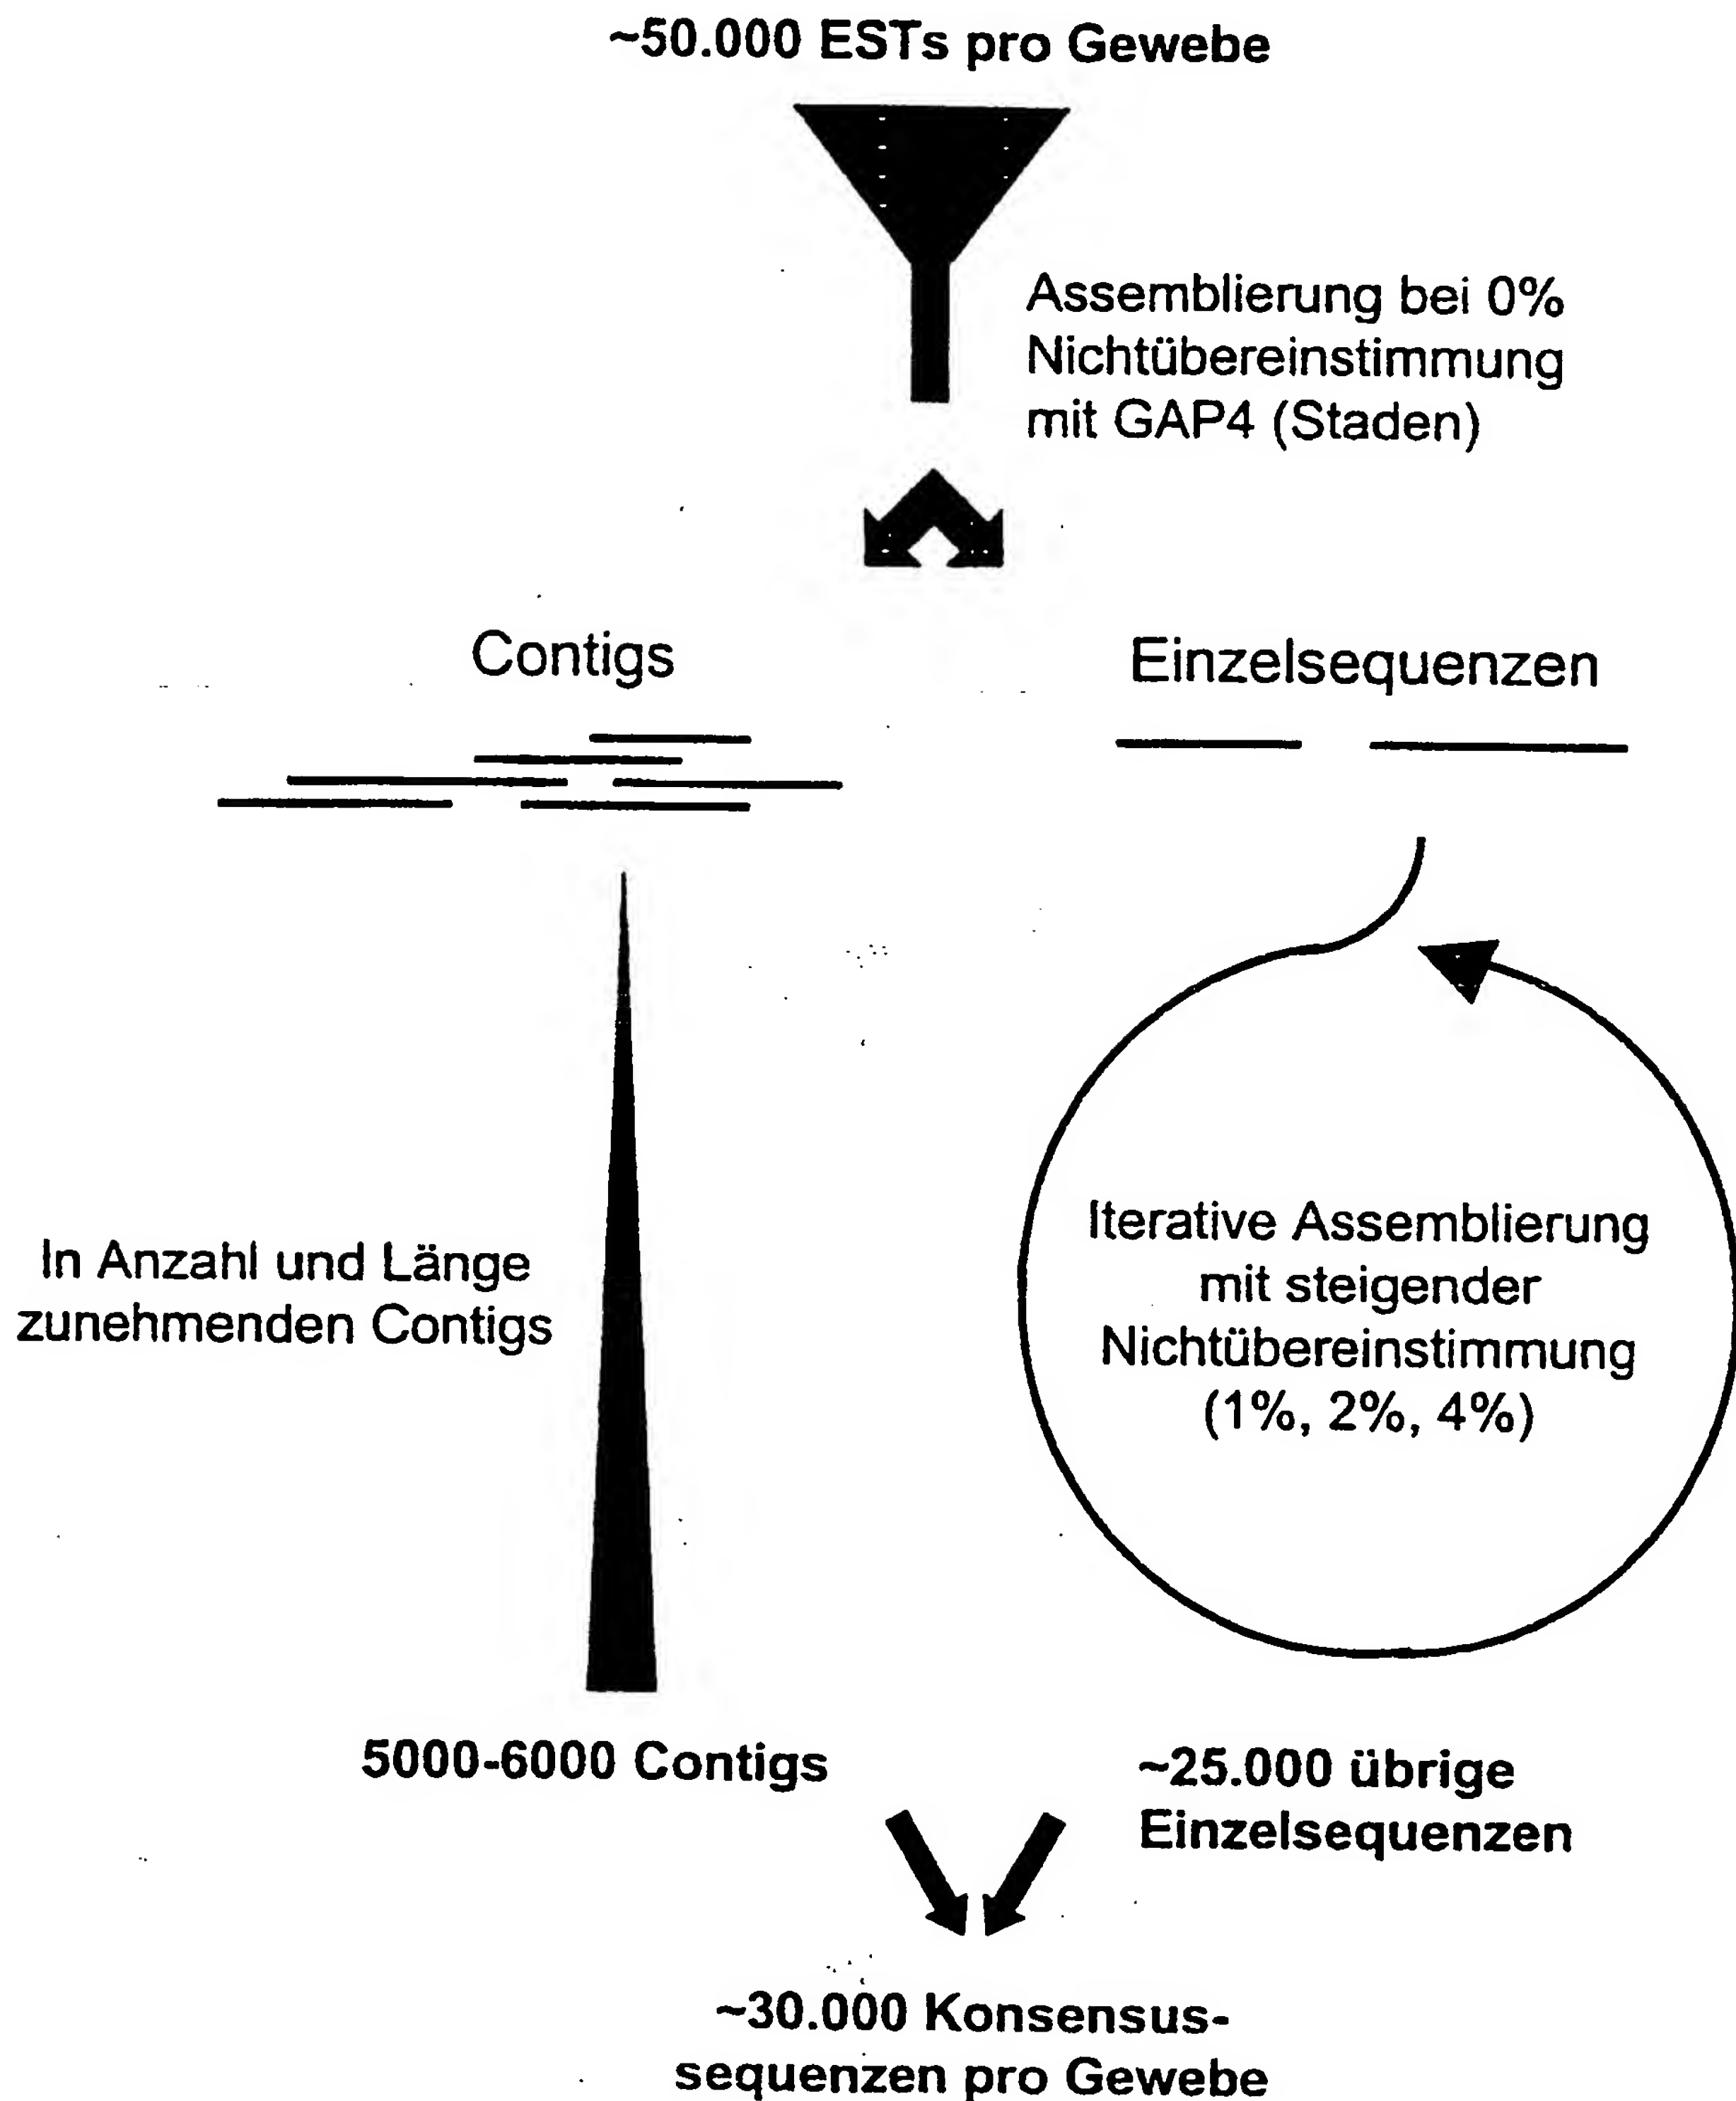 ~50.000 ESTs pro Gewebe
Assemblierung bei 0%
Nichtübereinstimmung
mit GAP4 (Staden)
Contigs
Einzelsequenzen
In Anzahl und Länge
zunehmenden Contigs
Iterative Assemblierung
mit steigender
Nichtübereinstimmung
(1%, 2%, 4%)
5000-6000 Contigs
~25.000 übrige
Einzelsequenzen
~30.000 Konsensus-
sequenzen pro Gewebe